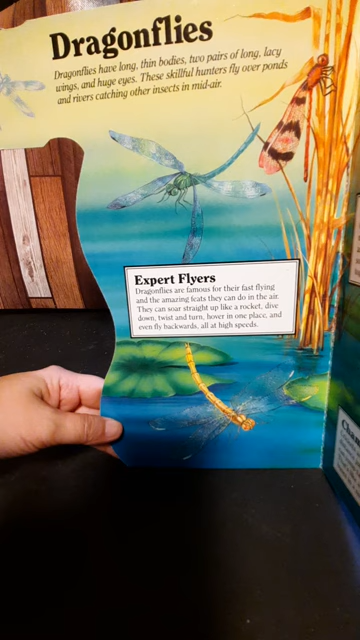 Dragonflies
Dragonflies have long, thin bodies, two pairs of long, lacy
wings, and huge eyes. These skillful hunters fly over ponds
and rivers catching other insects in mid-air.
Expert Flyers
Dragonflies are famous for their fast flying
and the amazing feats they can do in the air.
They can soar straight up like a rocket, dive
down, twist and turn, hover in one place, and
even fly backwards, all at high speeds.